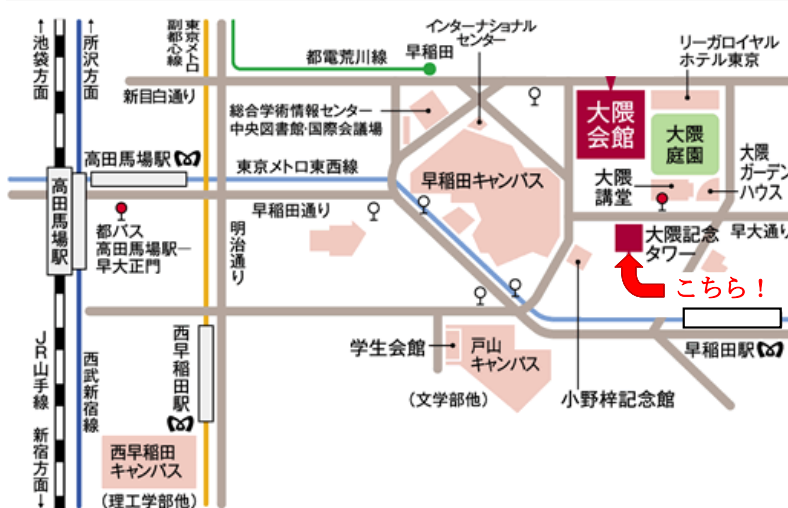 ←池袋方面
←所沢方面
東京メトロ
副都心線
都電荒川線
早稲田
インターナショナル
センター
リーガロイヤル
ホテル東京
新目白通り
総合学術情報センター
中央図書館・国際会議場
大隈
会館
大隈
庭園
高田馬場駅
東京メトロ東西線
早稲田キャンパス
大隈
講堂
大隈
ガーデン
ハウス
高田馬場駅
早稲田通り
都バス
高田馬場駅―
早大正門
明治通り
大隈記念
タワー
早大通り
こちら!
JR山手線 新宿方面→
西武新宿線
西早稲田駅
学生会館
戸山
キャンパス
(文学部他)
小野梓記念館
早稲田駅
西早稲田
キャンパス
(理工学部他)